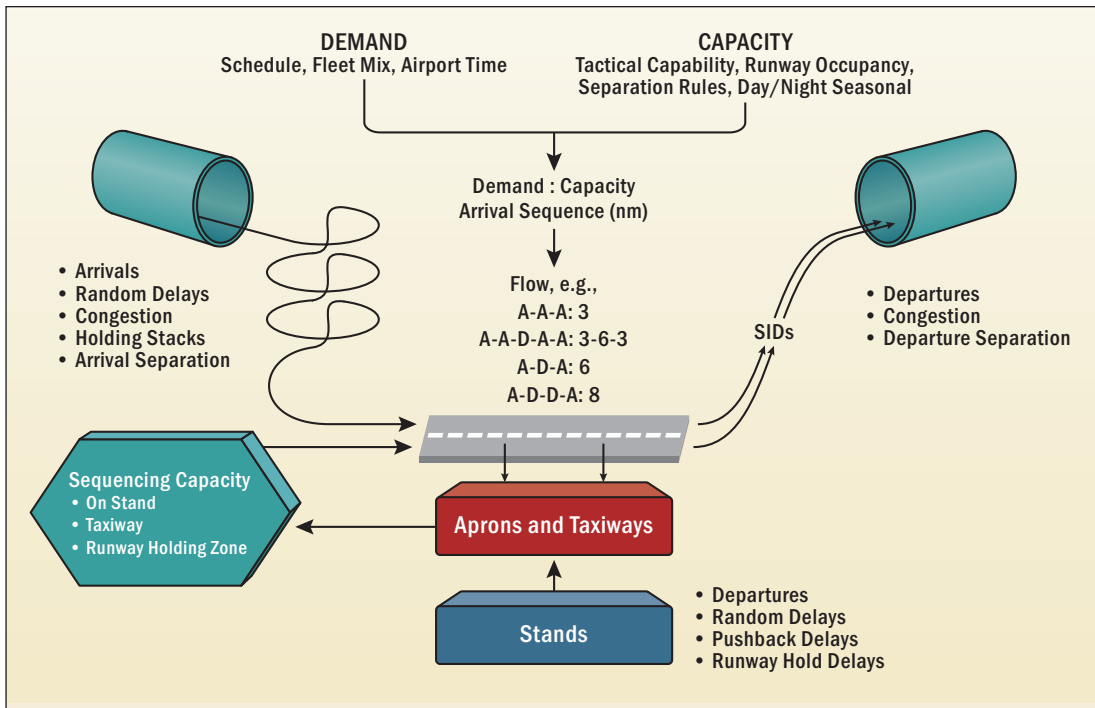 DEMAND
Schedule, Fleet Mix, Airport Time
CAPACITY
Tactical Capability, Runway Occupancy,
Separation Rules, Day/Night Seasonal
Demand : Capacity
Arrival Sequence (nm)
Flow, e.g.,
A-A-A: 3
A-A-D-A-A: 3-6-3
A-D-A: 6
A-D-D-A: 8
• Arrivals
• Random Delays
• Congestion
• Holding Stacks
• Arrival Separation
SIDs
• Departures
• Congestion
• Departure Separation
Sequencing Capacity
• On Stand
• Taxiway
• Runway Holding Zone
Aprons and Taxiways
Stands
• Departures
• Random Delays
• Pushback Delays
• Runway Hold Delays